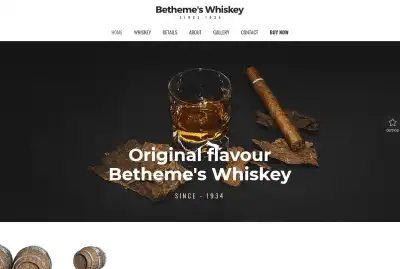 Betheme's Whiskey
SINCE 1934
HOME WHISKEY DETAILS ABOUT GALLERY CONTACT BUY NOW
Original flavour
Betheme's Whiskey
SINCE - 1934